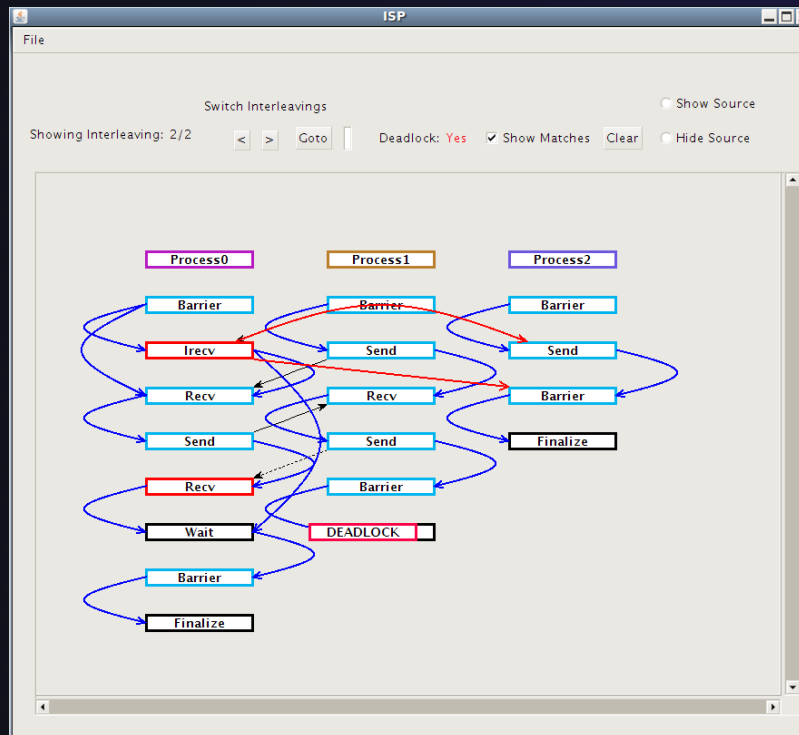 ISP
File
Switch Interleavings
Show Source
Showing Interleaving: 2/2 < > Goto Deadlock: Yes Show Matches Clear Hide Source
Process0 Process1 Process2
Barrier Barrier Barrier
Irecv Send Send
Recv Recv Barrier
Send Send Finalize
Recv Barrier
Wait DEADLOCK
Barrier
Finalize